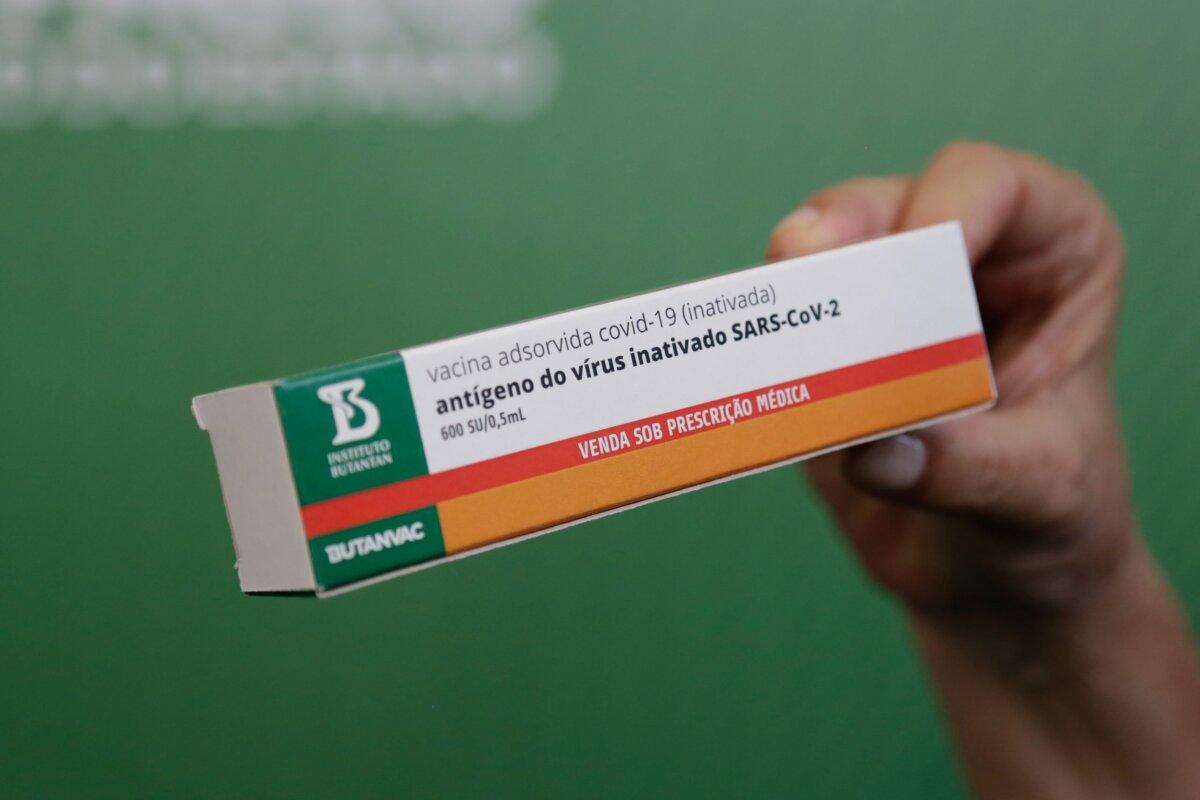 vacina adsorvida covid-19 (inativada)
antígeno do vírus inativado SARS-CoV-2
600 SU/0,5mL
INSTITUTO
BUTANTAN
VENDA SOB PRESCRIÇÃO MÉDICA
BUTANVAC